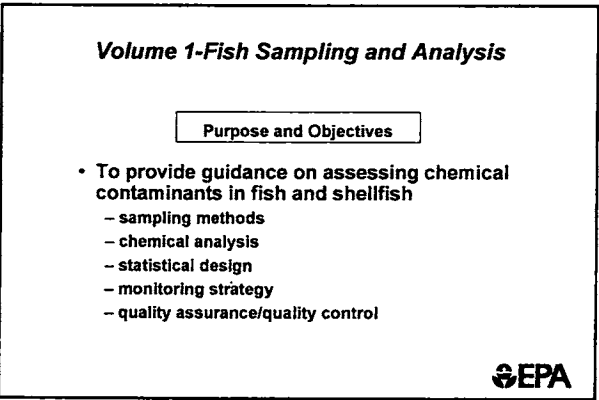 Volume 1-Fish Sampling and Analysis
Purpose and Objectives
• To provide guidance on assessing chemical
contaminants in fish and shellfish
– sampling methods
– chemical analysis
– statistical design
– monitoring strategy
– quality assurance/quality control
EPA